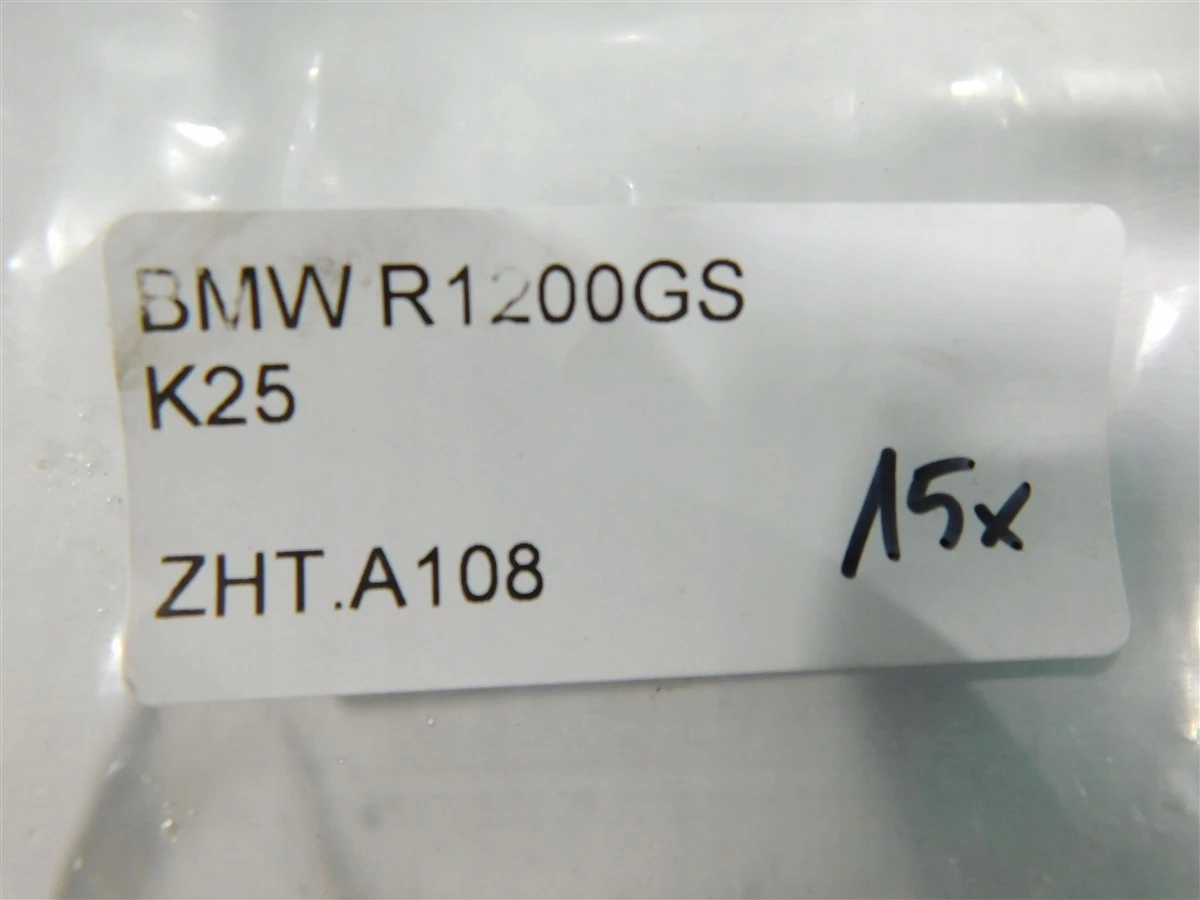 BMW R1200GS
K25
15x
ZHT.A108